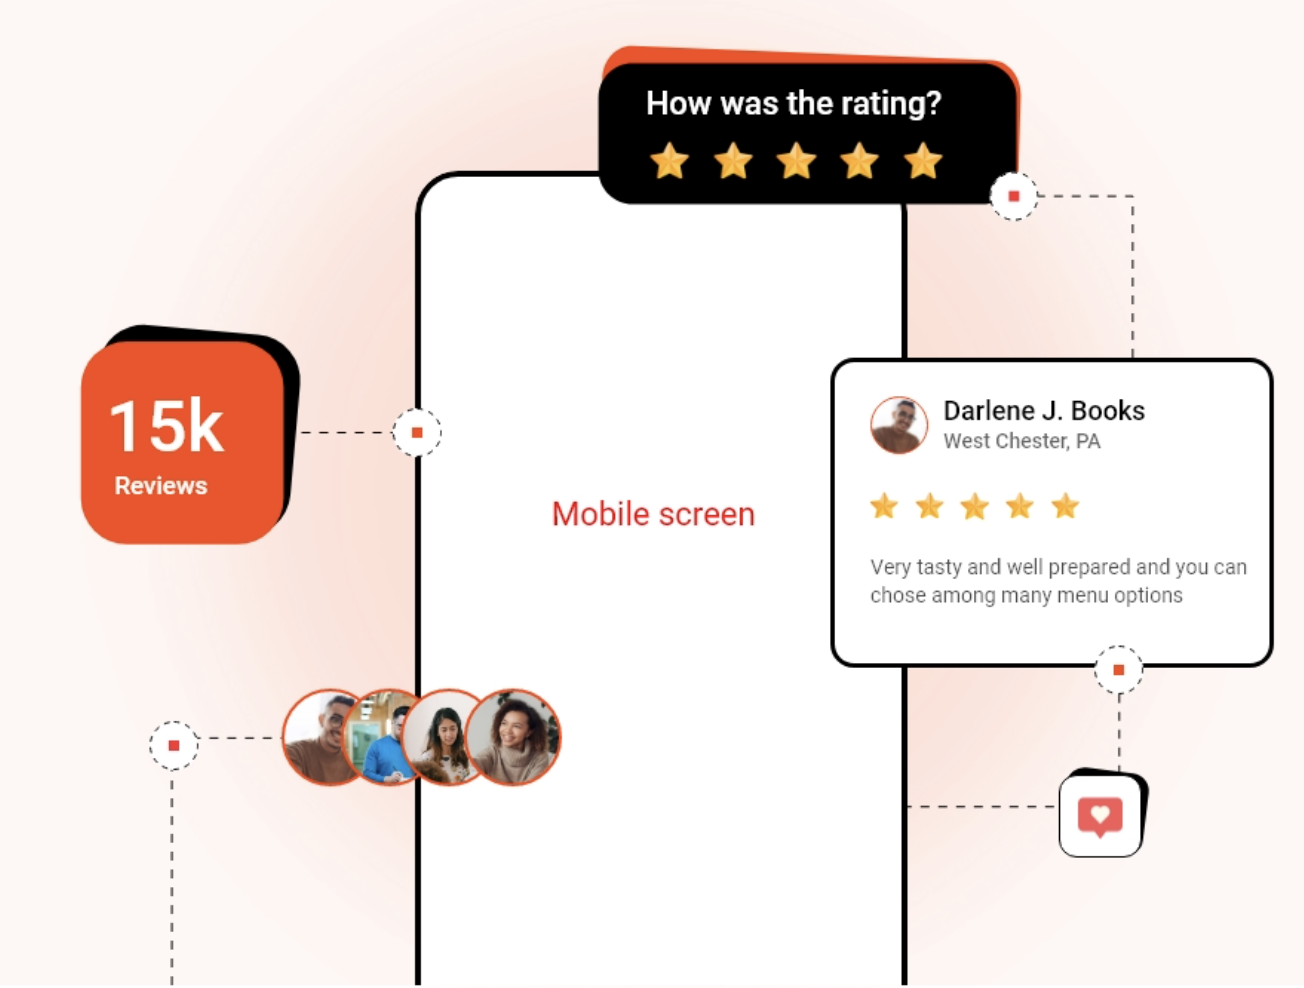 How was the rating?
15k
Reviews
Mobile screen
Darlene J. Books
West Chester, PA
Very tasty and well prepared and you can
chose among many menu options